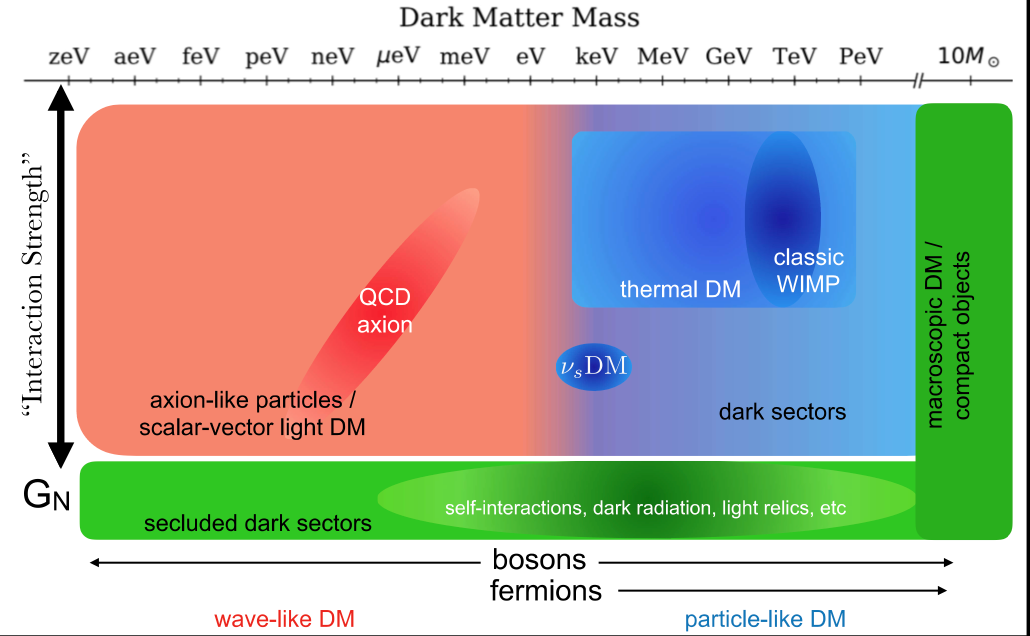 Dark Matter Mass
zeV aeV feV peV neV μeV meV eV keV MeV GeV TeV PeV 10M⊙
“Interaction Strength”
QCD
axion
classic
WIMP
thermal DM
νsDM
axion-like particles /
scalar-vector light DM
dark sectors
macroscopic DM /
compact objects
GN
self-interactions, dark radiation, light relics, etc
secluded dark sectors
bosons
fermions
wave-like DM
particle-like DM